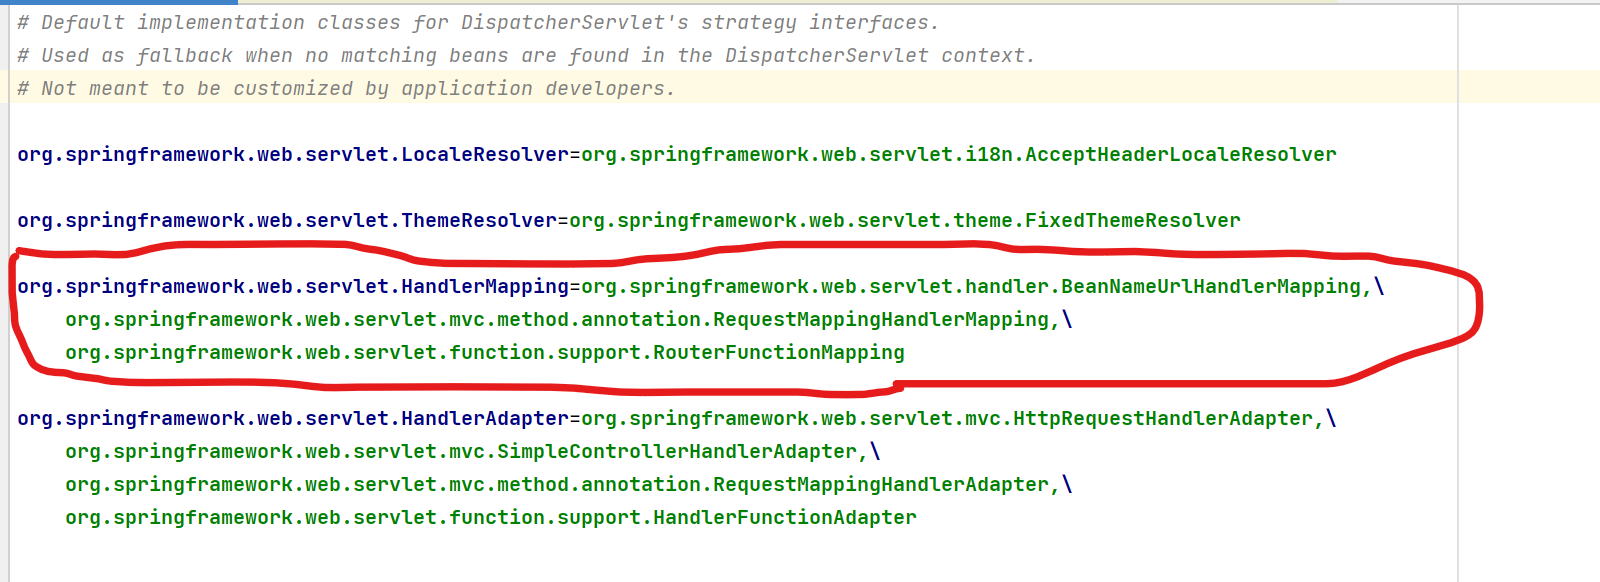 # Default implementation classes for DispatcherServlet's strategy interfaces.
# Used as fallback when no matching beans are found in the DispatcherServlet context.
# Not meant to be customized by application developers.
org.springframework.web.servlet.LocaleResolver=org.springframework.web.servlet.i18n.AcceptHeaderLocaleResolver
org.springframework.web.servlet.ThemeResolver=org.springframework.web.servlet.theme.FixedThemeResolver
org.springframework.web.servlet.HandlerMapping=org.springframework.web.servlet.handler.BeanNameUrlHandlerMapping,\
org.springframework.web.servlet.mvc.method.annotation.RequestMappingHandlerMapping,\
org.springframework.web.servlet.function.support.RouterFunctionMapping
org.springframework.web.servlet.HandlerAdapter=org.springframework.web.servlet.mvc.HttpRequestHandlerAdapter,\
org.springframework.web.servlet.mvc.SimpleControllerHandlerAdapter,\
org.springframework.web.servlet.mvc.method.annotation.RequestMappingHandlerAdapter,\
org.springframework.web.servlet.function.support.HandlerFunctionAdapter